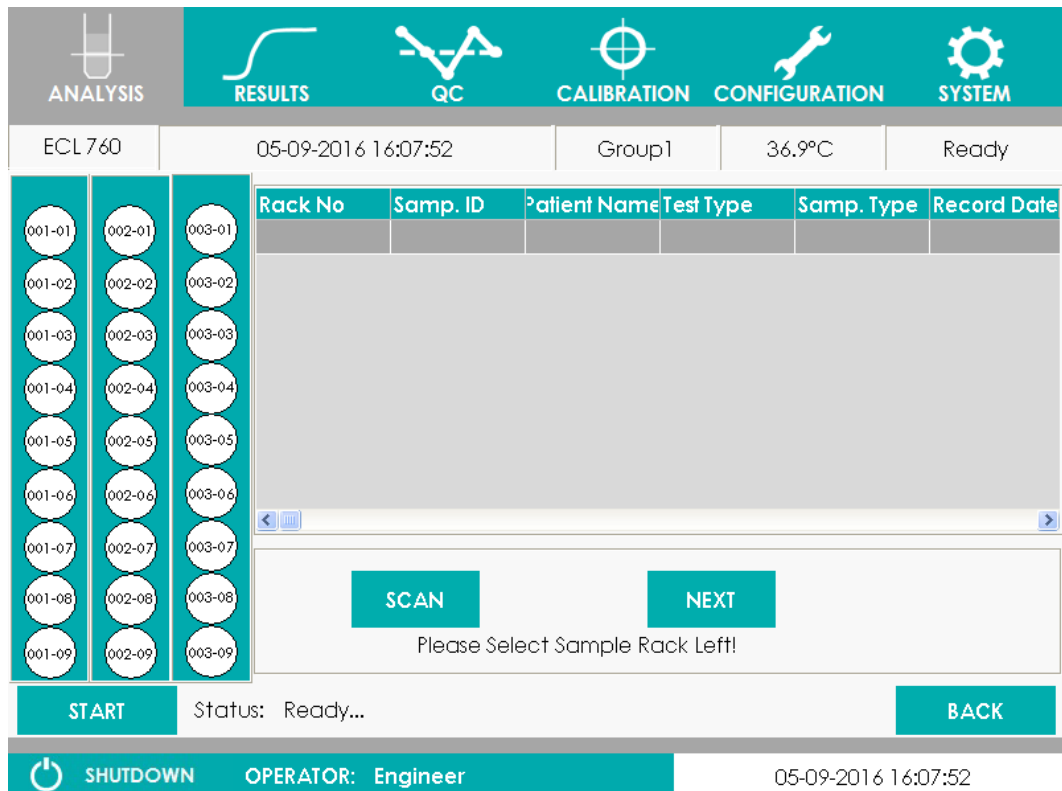 ANALYSIS RESULTS QC CALIBRATION CONFIGURATION SYSTEM
ECL 760 05-09-2016 16:07:52 Group1 36.9°C Ready
Rack No Samp. ID Patient Name Test Type Samp. Type Record Date
001-01 002-01 003-01
001-02 002-02 003-02
001-03 002-03 003-03
001-04 002-04 003-04
001-05 002-05 003-05
001-06 002-06 003-06
001-07 002-07 003-07
001-08 002-08 003-08
001-09 002-09 003-09
SCAN NEXT
Please Select Sample Rack Left!
START Status: Ready... BACK
SHUTDOWN OPERATOR: Engineer 05-09-2016 16:07:52